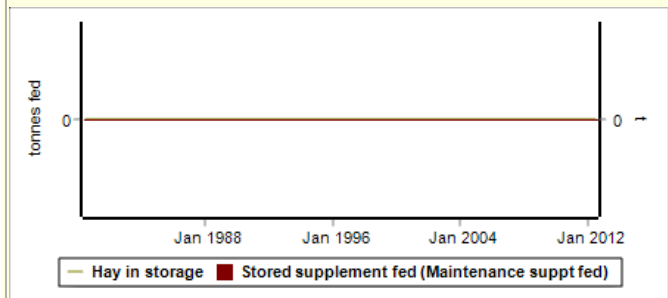 tonnes fed
0
0
t
Jan 1988 Jan 1996 Jan 2004 Jan 2012
Hay in storage Stored supplement fed (Maintenance suppt fed)